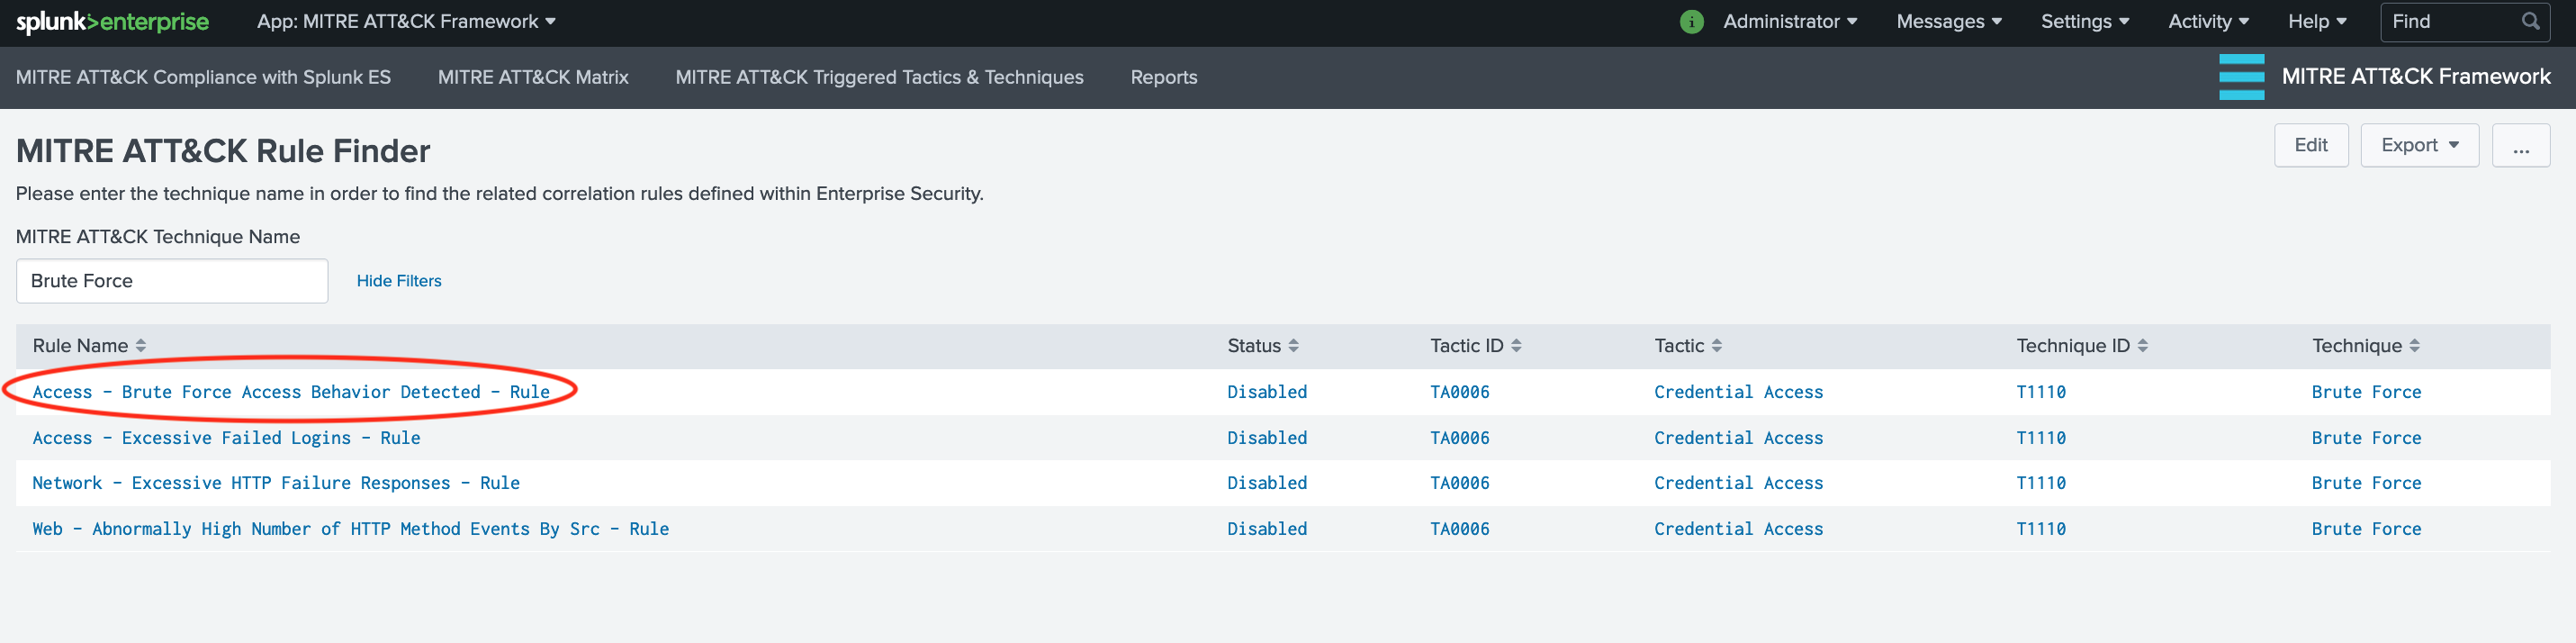 splunk>enterprise App: MITRE ATT&CK Framework i Administrator Messages Settings Activity Help Find
MITRE ATT&CK Compliance with Splunk ES MITRE ATT&CK Matrix MITRE ATT&CK Triggered Tactics & Techniques Reports MITRE ATT&CK Framework
MITRE ATT&CK Rule Finder Edit Export ...
Please enter the technique name in order to find the related correlation rules defined within Enterprise Security.
MITRE ATT&CK Technique Name
Brute Force Hide Filters
Rule Name Status Tactic ID Tactic Technique ID Technique
Access - Brute Force Access Behavior Detected - Rule Disabled TA0006 Credential Access T1110 Brute Force
Access - Excessive Failed Logins - Rule Disabled TA0006 Credential Access T1110 Brute Force
Network - Excessive HTTP Failure Responses - Rule Disabled TA0006 Credential Access T1110 Brute Force
Web - Abnormally High Number of HTTP Method Events By Src - Rule Disabled TA0006 Credential Access T1110 Brute Force